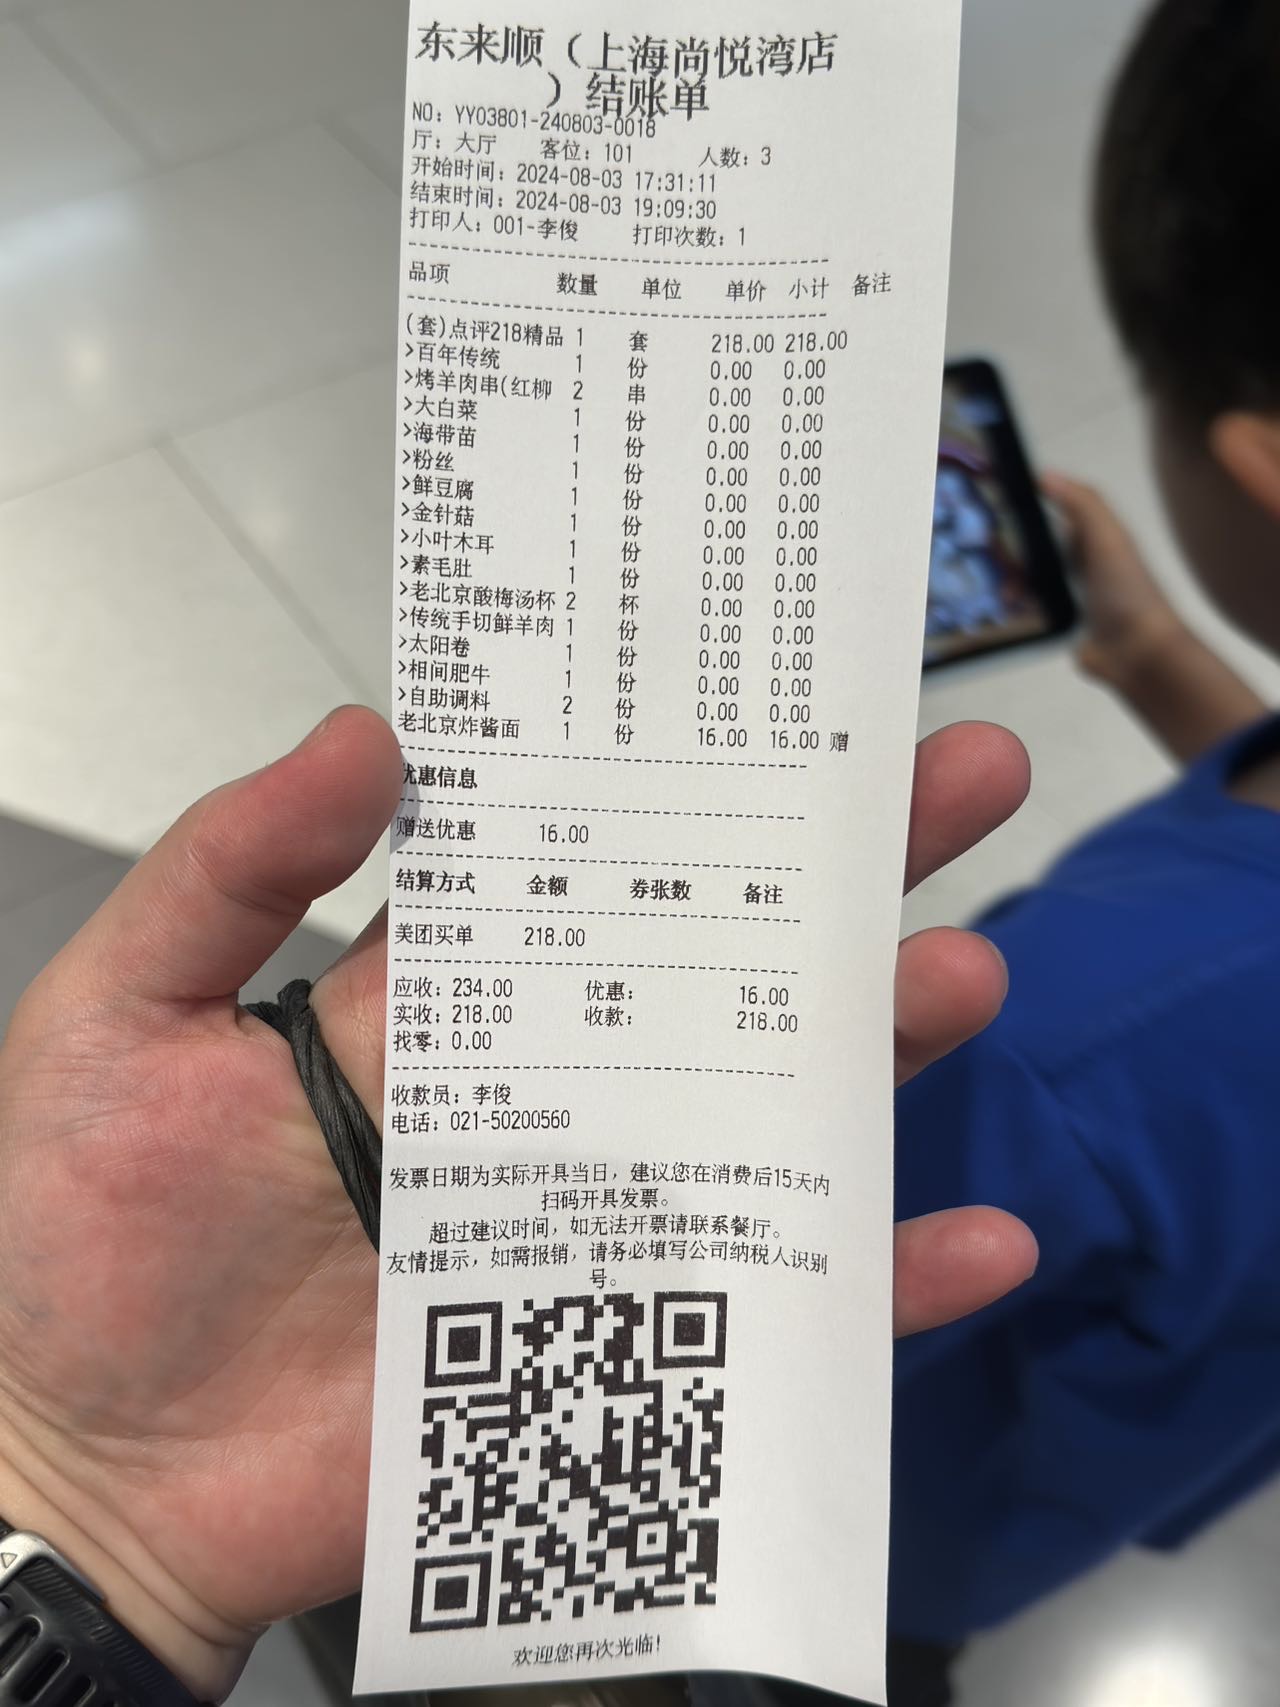 东来顺（上海尚悦湾店
）结账单
NO：YY03801-240803-0018
厅：大厅 客位：101 人数：3
开始时间：2024-08-03 17:31:11
结束时间：2024-08-03 19:09:30
打印人：001-李俊 打印次数：1
品项 数量 单位 单价 小计 备注
(套)点评218精品 1 套 218.00 218.00
>百年传统 1 份 0.00 0.00
>烤羊肉串(红柳 2 串 0.00 0.00
>大白菜 1 份 0.00 0.00
>海带苗 1 份 0.00 0.00
>粉丝 1 份 0.00 0.00
>鲜豆腐 1 份 0.00 0.00
>金针菇 1 份 0.00 0.00
>小叶木耳 1 份 0.00 0.00
>素毛肚 1 份 0.00 0.00
>老北京酸梅汤杯 2 杯 0.00 0.00
>传统手切鲜羊肉 1 份 0.00 0.00
>太阳卷 1 份 0.00 0.00
>相间肥牛 1 份 0.00 0.00
>自助调料 2 份 0.00 0.00
老北京炸酱面 1 份 16.00 16.00 赠
优惠信息
赠送优惠 16.00
结算方式 金额 券张数 备注
美团买单 218.00
应收：234.00 优惠： 16.00
实收：218.00 收款： 218.00
找零：0.00
收款员：李俊
电话：021-50200560
发票日期为实际开具当日，建议您在消费后15天内
扫码开具发票。
超过建议时间，如无法开票请联系餐厅。
友情提示，如需报销，请务必填写公司纳税人识别
号。
欢迎您再次光临！